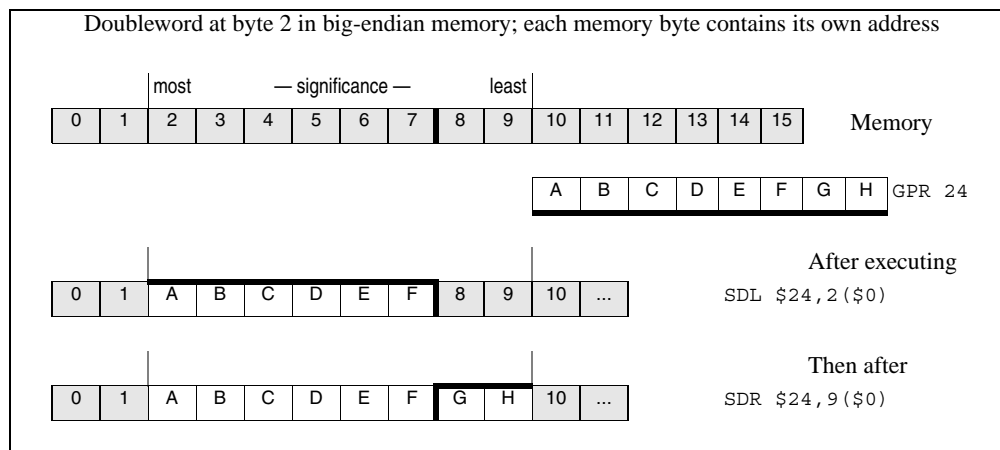 Doubleword at byte 2 in big-endian memory; each memory byte contains its own address
most — significance — least
0 1 2 3 4 5 6 7 8 9 10 11 12 13 14 15 Memory
A B C D E F G H GPR 24
After executing
0 1 A B C D E F 8 9 10 ... SDL $24,2($0)
Then after
0 1 A B C D E F G H 10 ... SDR $24,9($0)